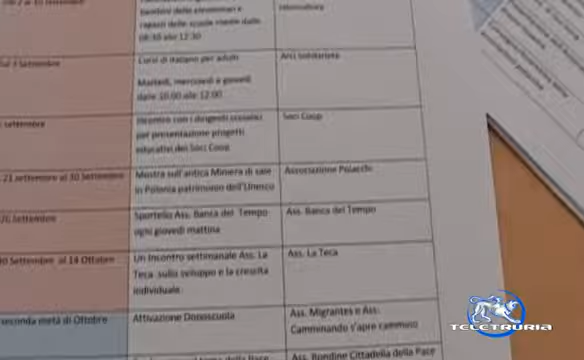 al 10 Settembre
bambini delle elementari e
ragazzi delle scuole medie dalle
08:30 alle 12:30
7 Settembre
Corsi di italiano per adulti
Arci Solidarietà
Martedì, mercoledì e giovedì
dalle 10.00 alle 12.00
settembre
Incontro con i dirigenti scolastici
Soci Coop
per presentazione progetti
educativi dei Soci Coop
21 settembre al 30 Settembre
Mostra sull'antica Miniera di sale
Associazione Polacchi
in Polonia patrimonio dell'Unesco
Settembre
Sportello Ass. Banca del Tempo
Ass. Banca del Tempo
ogni giovedì mattina
Settembre al 14 Ottobre
Un Incontro settimanale Ass. La
Ass. La Teca
Teca sullo sviluppo e la crescita
individuale
seconda metà di Ottobre
Attivazione Doposcuola
Ass. Migrantes e Ass.
Camminando s'apre cammino
della Pace
Ass. Rondine Cittadella della Pace
TELETRURIA